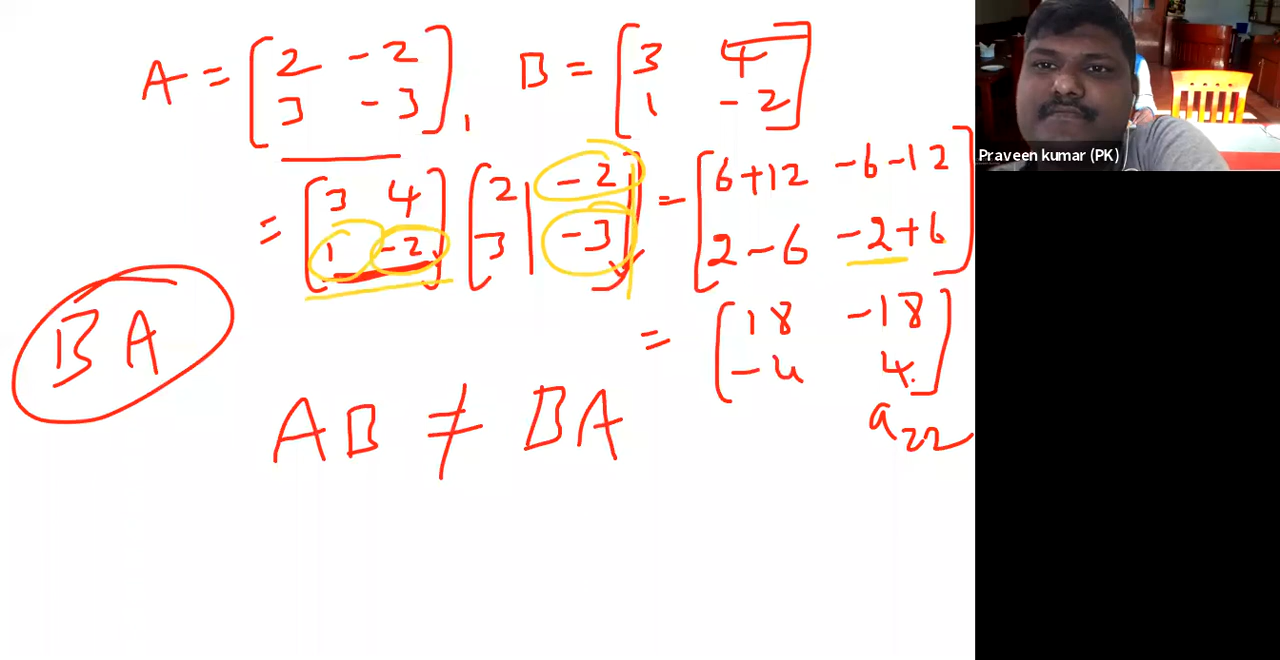 A = [2 -2
3 -3], B = [3 4
1 -2]
= [3 4
1 -2] [2 -2
3 -3] = [6+12 -6-12
2-6 -2+6]
= [18 -18
-4 4]
a22
BA
AB ≠ BA
Praveen kumar (PK)